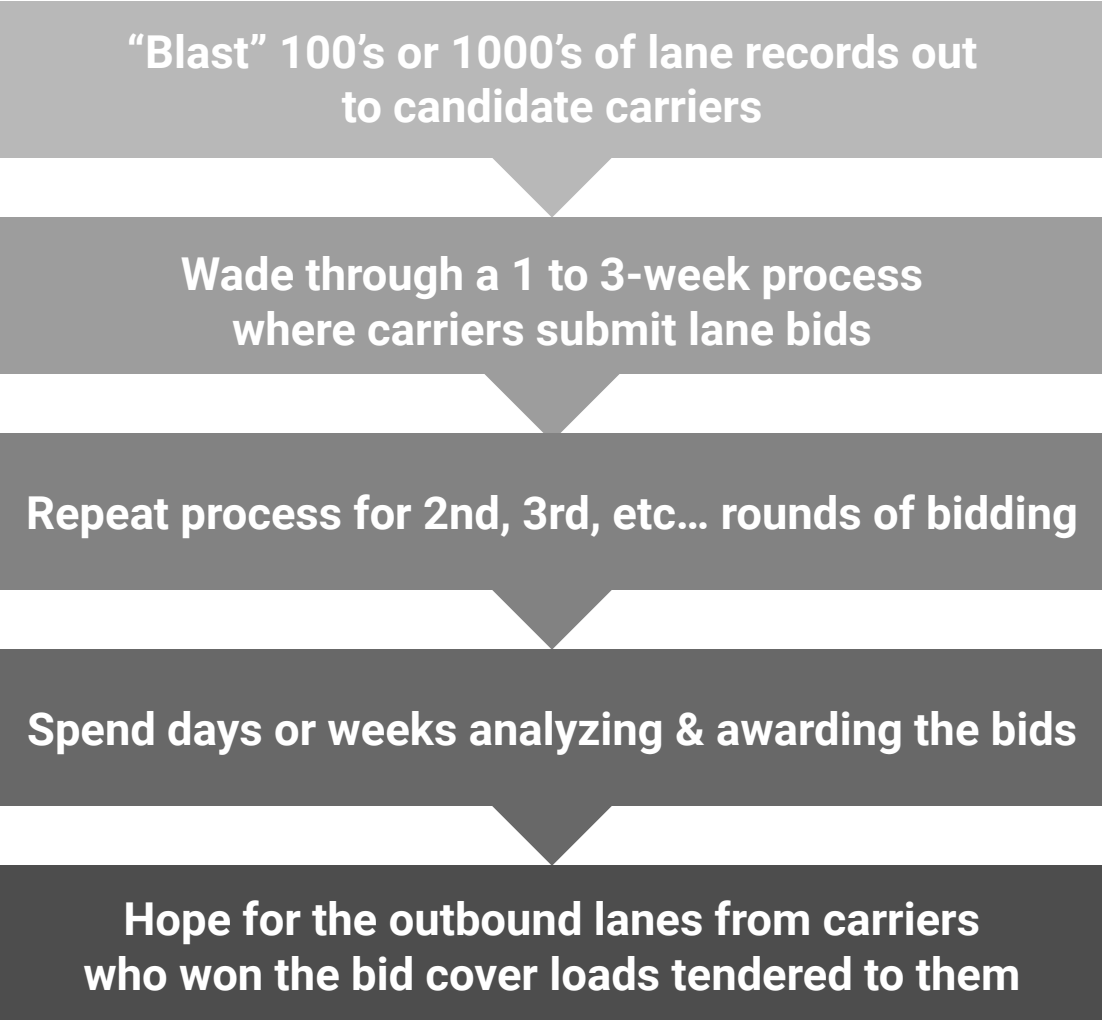 “Blast” 100’s or 1000’s of lane records out
to candidate carriers
Wade through a 1 to 3-week process
where carriers submit lane bids
Repeat process for 2nd, 3rd, etc... rounds of bidding
Spend days or weeks analyzing & awarding the bids
Hope for the outbound lanes from carriers
who won the bid cover loads tendered to them